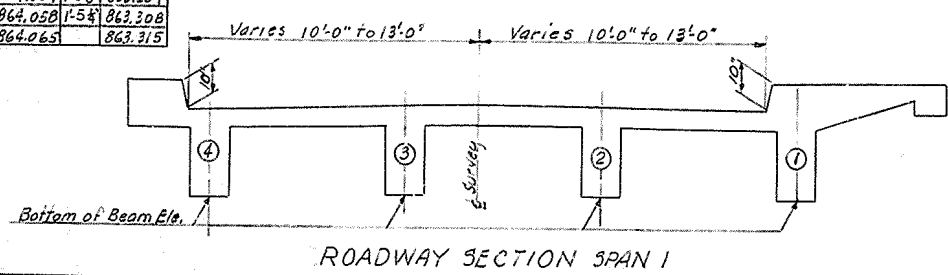 864.058 1'-5¾ 863.308
864.065 863.315
Varies 10'-0" to 13'-0" Varies 10'-0" to 13'-0"
10" 10"
4 3 2 1
℄ Survey
Bottom of Beam Ele.
ROADWAY SECTION SPAN 1